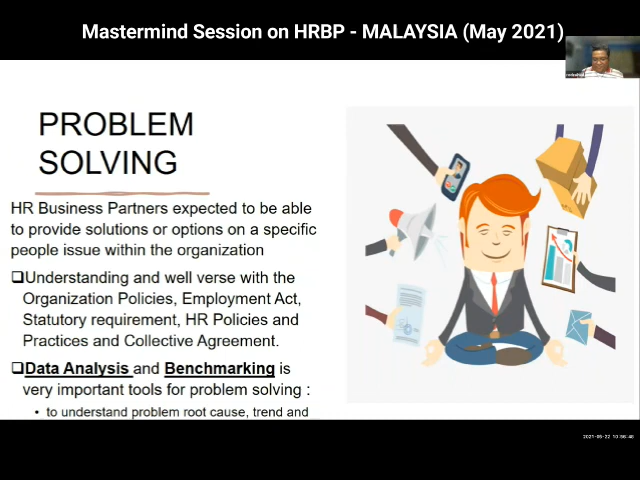 Mastermind Session on HRBP - MALAYSIA (May 2021)
PROBLEM
SOLVING
HR Business Partners expected to be able
to provide solutions or options on a specific
people issue within the organization
❑Understanding and well verse with the
Organization Policies, Employment Act,
Statutory requirement, HR Policies and
Practices and Collective Agreement.
❑Data Analysis and Benchmarking is
very important tools for problem solving :
• to understand problem root cause, trend and